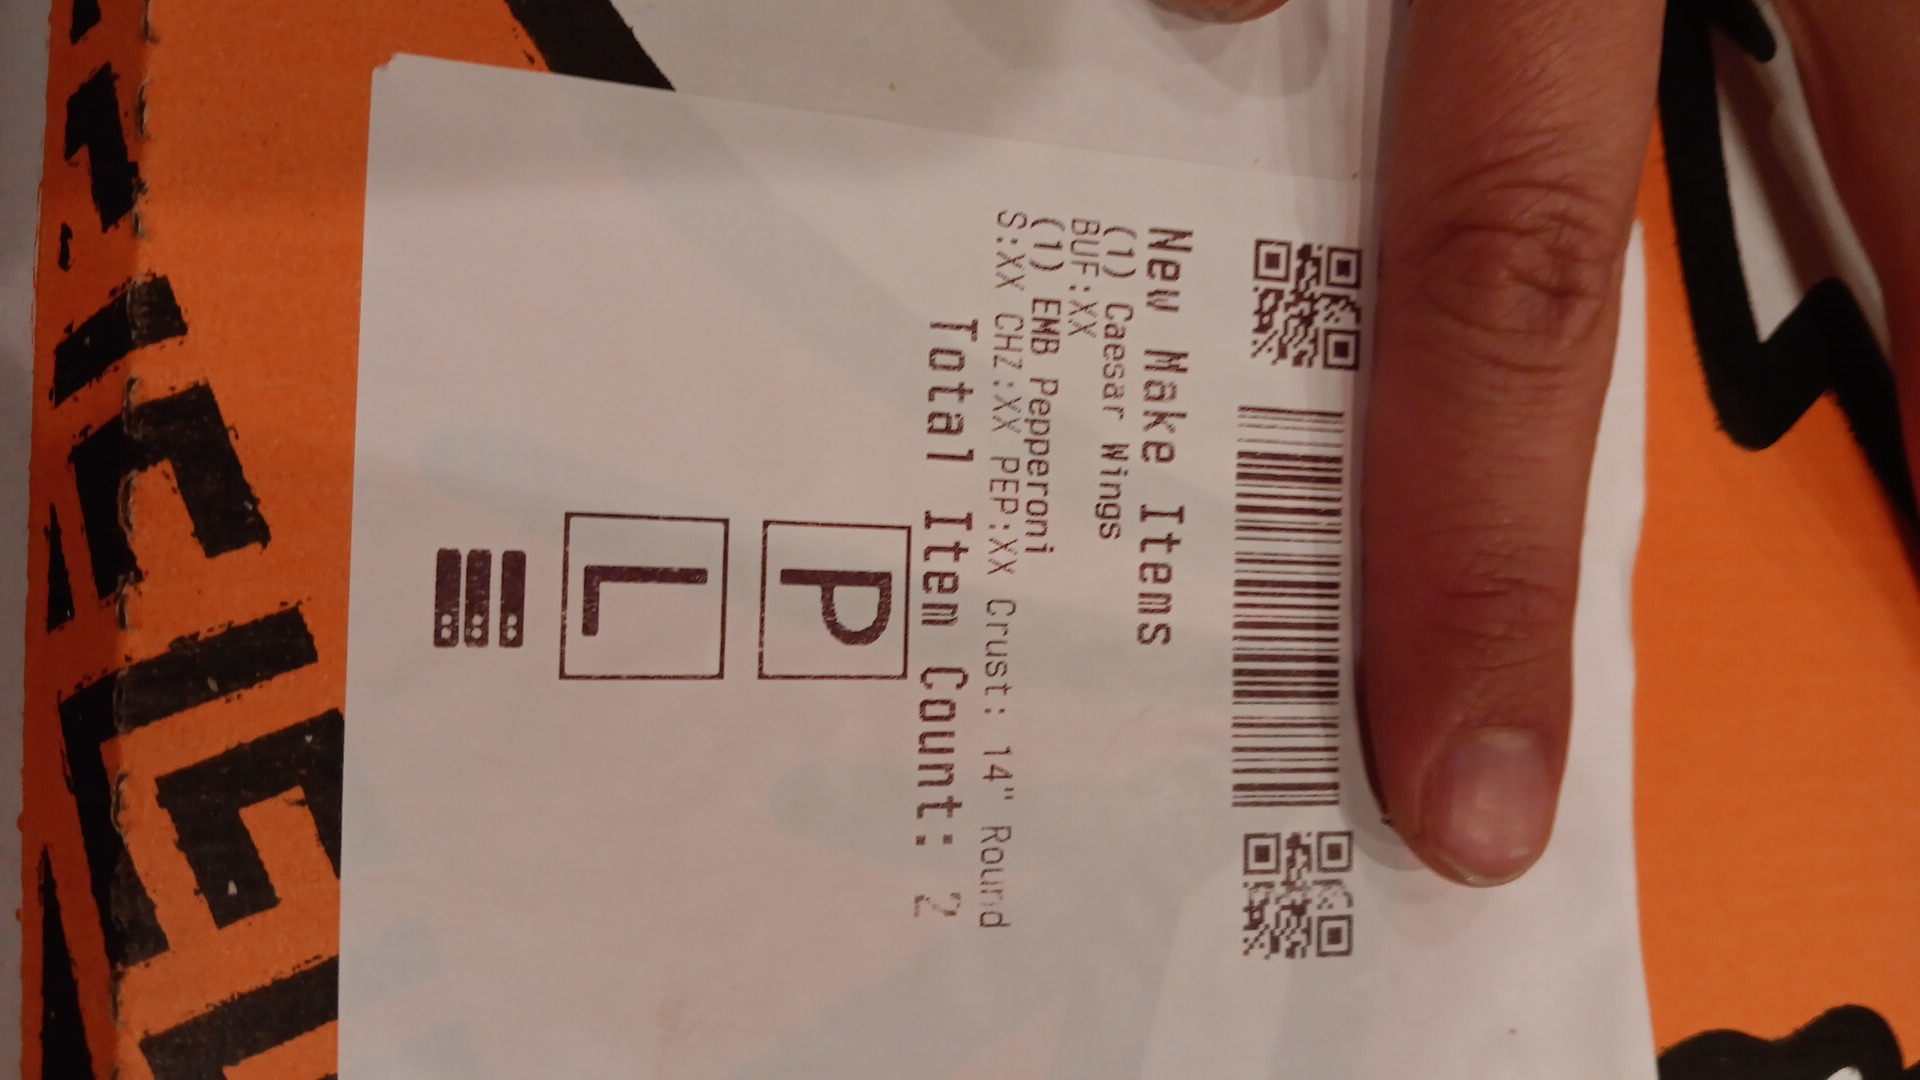 New Make Items
(1) Caesar Wings
BUF:XX
(1) EMB Pepperoni
S:XX CHZ:XX PEP:XX Crust: 14" Round
Total Item Count: 2
P
L